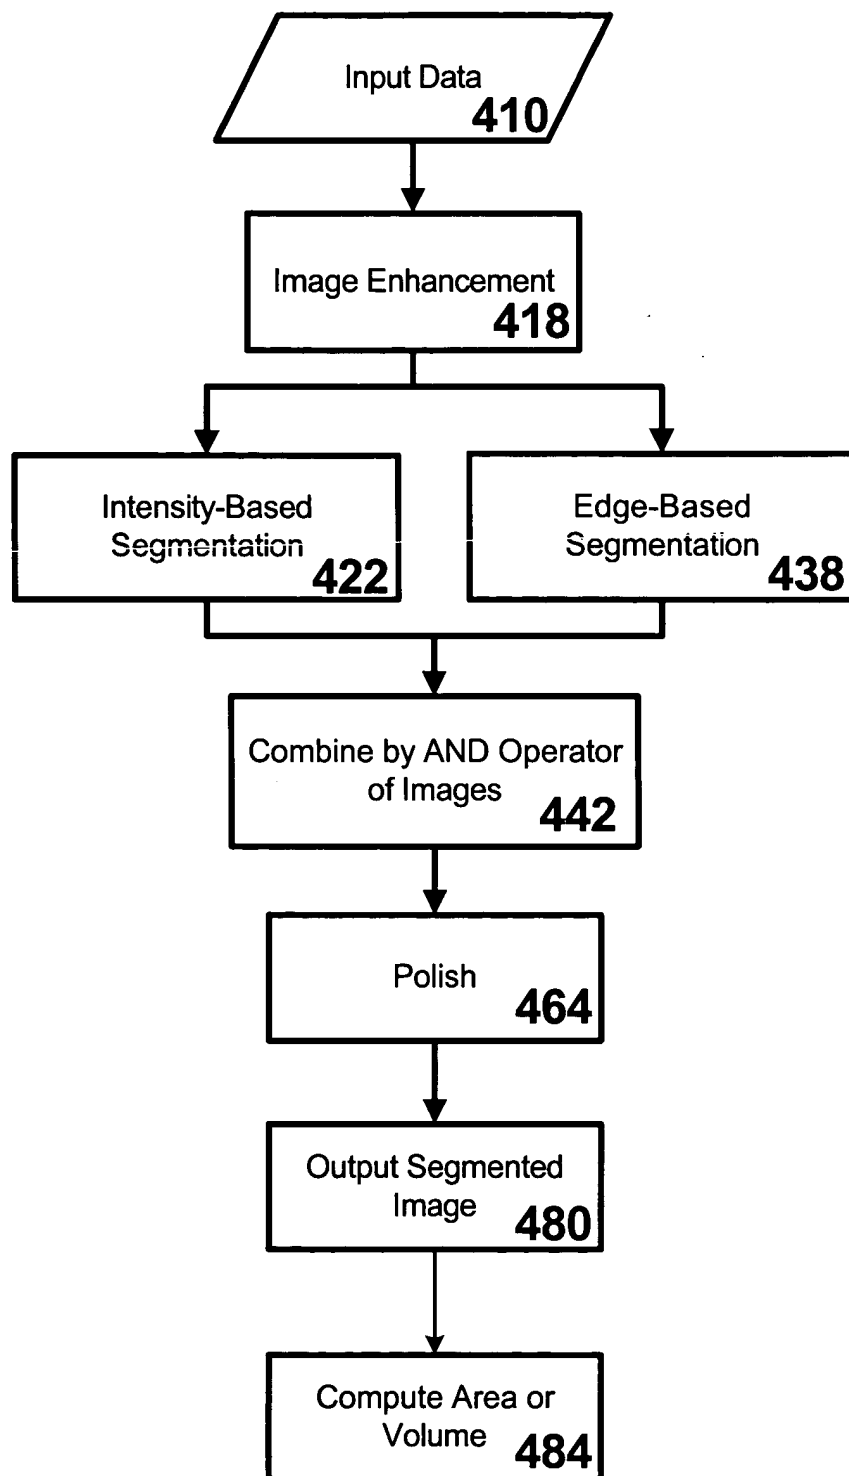 Input Data
410
Image Enhancement
418
Intensity-Based
Segmentation
422
Edge-Based
Segmentation
438
Combine by AND Operator
of Images
442
Polish
464
Output Segmented
Image
480
Compute Area or
Volume
484